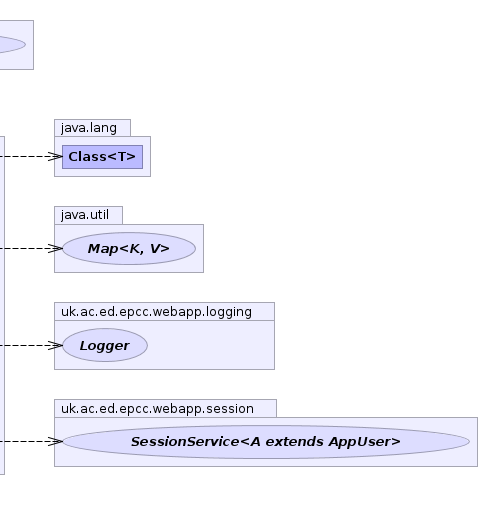 java.lang
Class<T>
java.util
Map<K, V>
uk.ac.ed.epcc.webapp.logging
Logger
uk.ac.ed.epcc.webapp.session
SessionService<A extends AppUser>